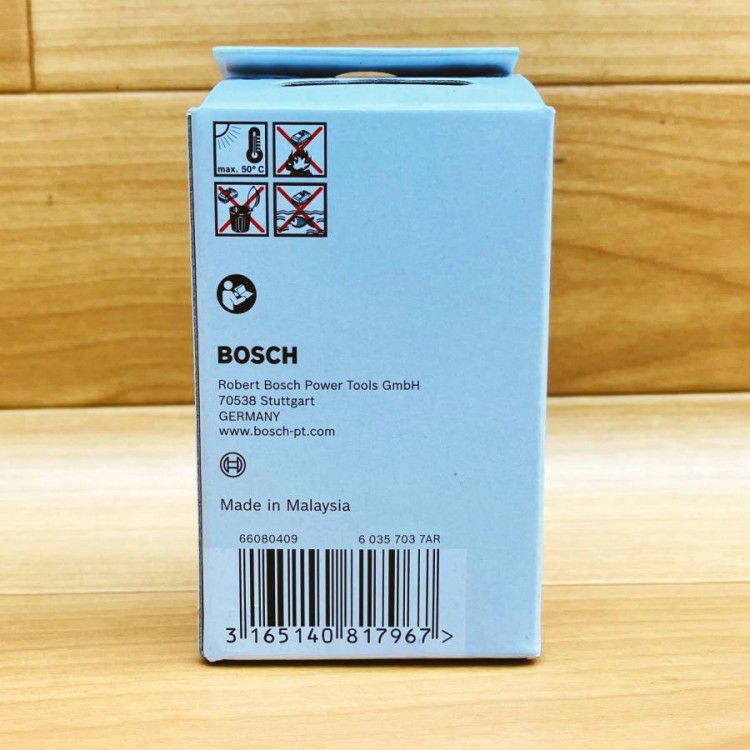 max. 50° C
BOSCH
Robert Bosch Power Tools GmbH
70538 Stuttgart
GERMANY
www.bosch-pt.com
Made in Malaysia
66080409 6 035 703 7AR
3 165140 817967 >